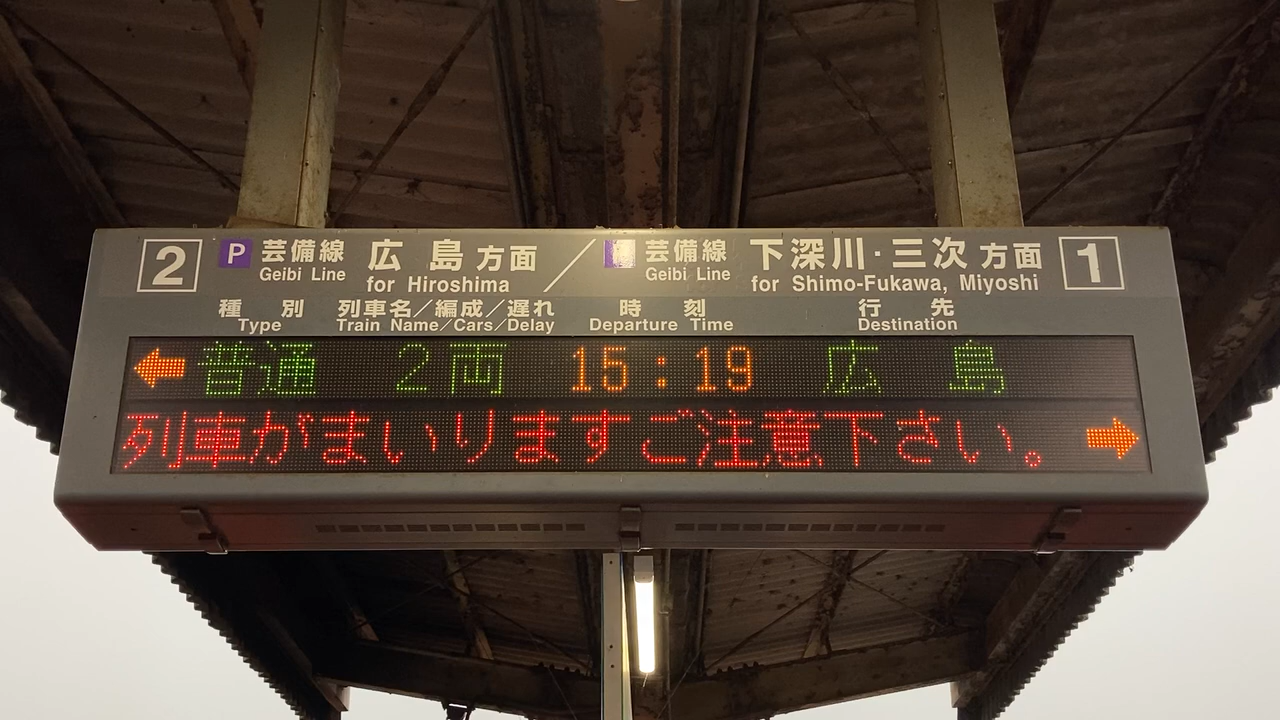 2 P 芸備線 広島方面 / 芸備線 下深川・三次方面 1
Geibi Line for Hiroshima Geibi Line for Shimo-Fukawa, Miyoshi
種別 列車名/編成/遅れ 時刻 行先
Type Train Name/Cars/Delay Departure Time Destination
← 普通 2両 15:19 広島
列車がまいりますご注意下さい。 →